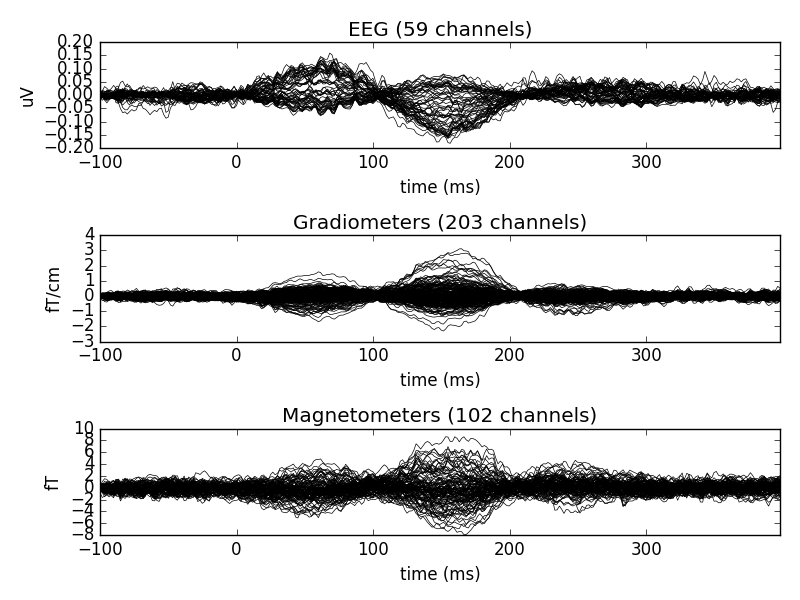 EEG (59 channels)
0.20
0.15
0.10
0.05
0.00
−0.05
−0.10
−0.15
−0.20
uV
−100 0 100 200 300
time (ms)
Gradiometers (203 channels)
4
3
2
1
0
−1
−2
−3
fT/cm
−100 0 100 200 300
time (ms)
Magnetometers (102 channels)
10
8
6
4
2
0
−2
−4
−6
−8
fT
−100 0 100 200 300
time (ms)